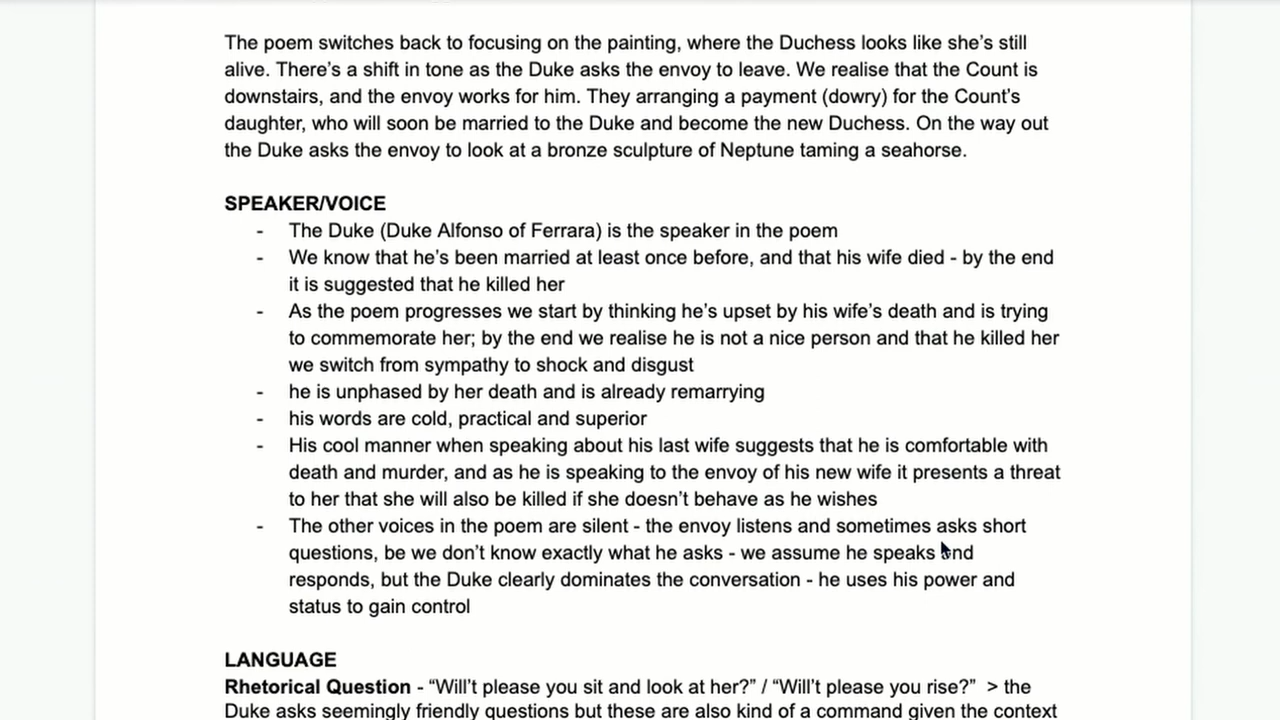 The poem switches back to focusing on the painting, where the Duchess looks like she’s still
alive. There’s a shift in tone as the Duke asks the envoy to leave. We realise that the Count is
downstairs, and the envoy works for him. They arranging a payment (dowry) for the Count’s
daughter, who will soon be married to the Duke and become the new Duchess. On the way out
the Duke asks the envoy to look at a bronze sculpture of Neptune taming a seahorse.
SPEAKER/VOICE
- The Duke (Duke Alfonso of Ferrara) is the speaker in the poem
- We know that he’s been married at least once before, and that his wife died - by the end
it is suggested that he killed her
- As the poem progresses we start by thinking he’s upset by his wife’s death and is trying
to commemorate her; by the end we realise he is not a nice person and that he killed her
we switch from sympathy to shock and disgust
- he is unphased by her death and is already remarrying
- his words are cold, practical and superior
- His cool manner when speaking about his last wife suggests that he is comfortable with
death and murder, and as he is speaking to the envoy of his new wife it presents a threat
to her that she will also be killed if she doesn’t behave as he wishes
- The other voices in the poem are silent - the envoy listens and sometimes asks short
questions, be we don’t know exactly what he asks - we assume he speaks and
responds, but the Duke clearly dominates the conversation - he uses his power and
status to gain control
LANGUAGE
Rhetorical Question - “Will’t please you sit and look at her?” / “Will’t please you rise?” > the
Duke asks seemingly friendly questions but these are also kind of a command given the context